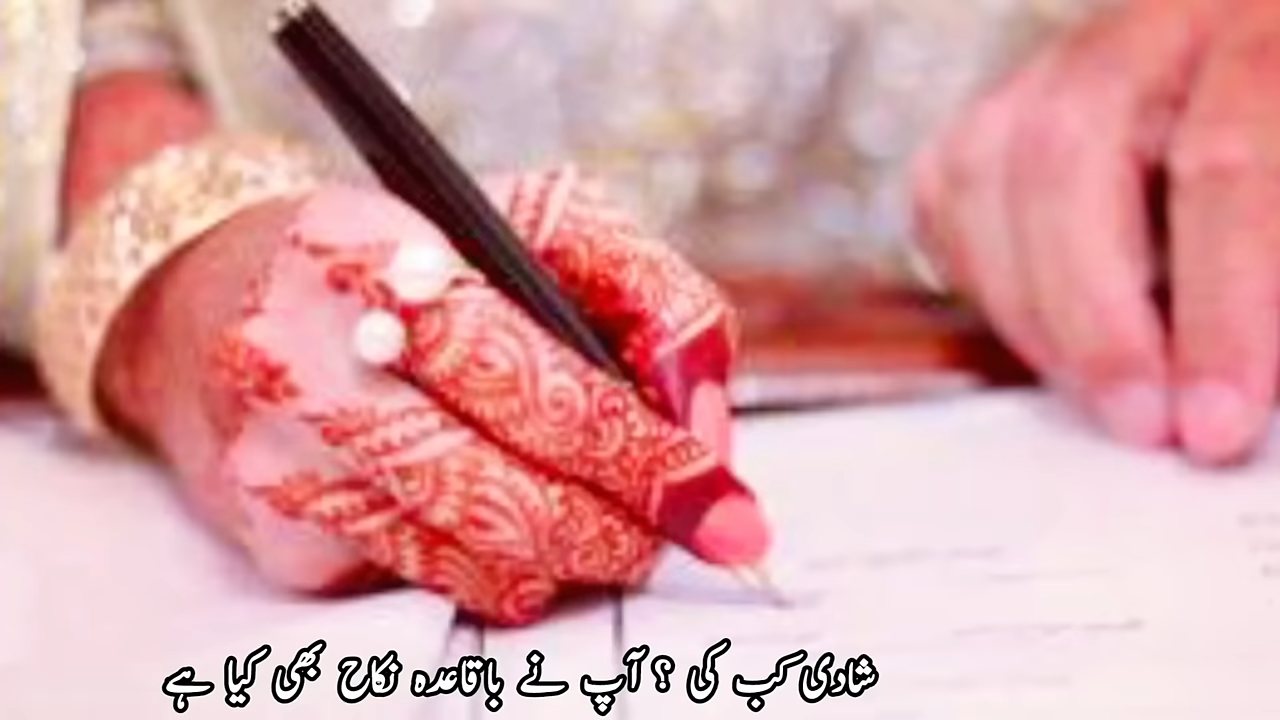 شادی کب کی ؟ آپ نے باقاعدہ نکاح بھی کیا ہے